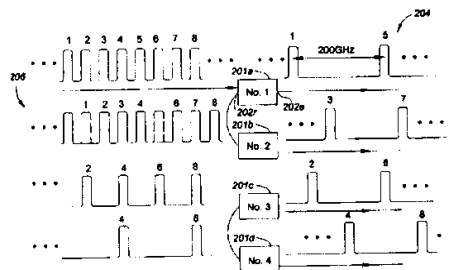 1 2 3 4 5 6 7 8
204
1 5
200GHz
201a
No. 1
202r 202e
206
1 2 3 4 6 7 8
201b
No. 2
3 7
2 4 6 8
201c
No. 3
2 6
4 8
201d
No. 4
4 8